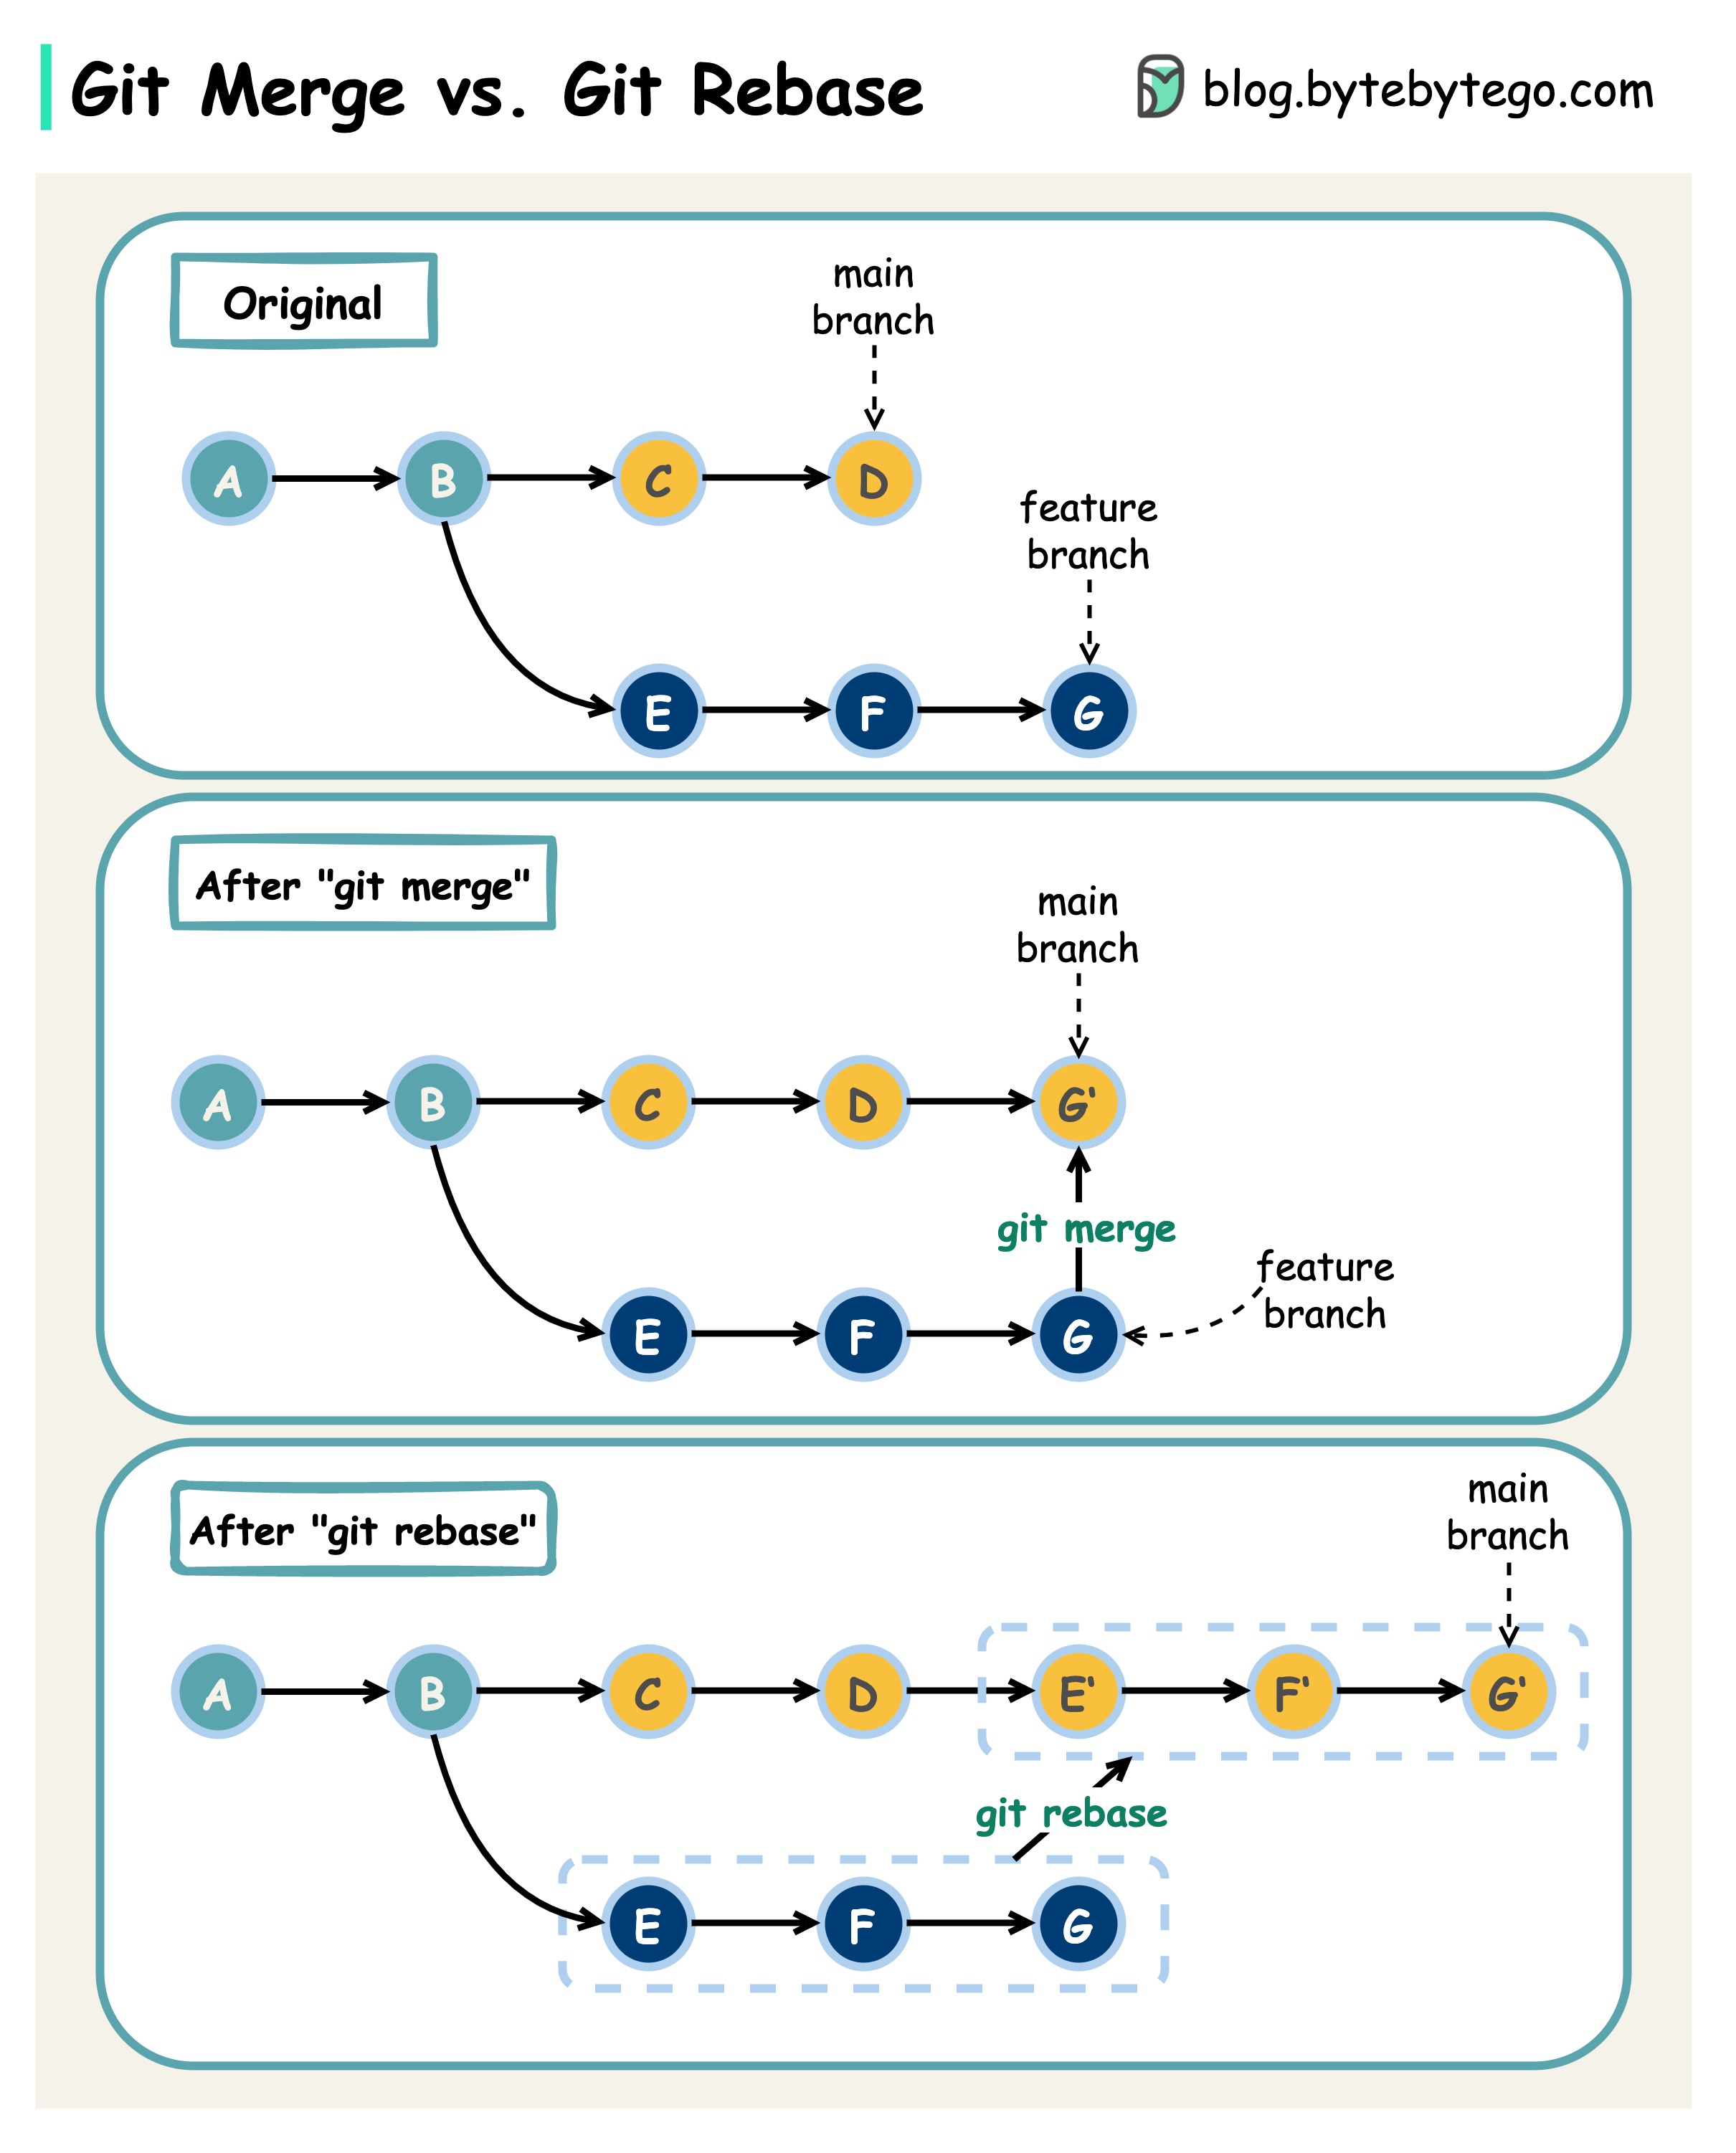 Git Merge vs. Git Rebase
blog.bytebytego.com
Original
main
branch
A
B
C
D
feature
branch
E
F
G
After "git merge"
main
branch
A
B
C
D
G'
git merge
feature
branch
E
F
G
After "git rebase"
main
branch
A
B
C
D
E'
F'
G'
git rebase
E
F
G